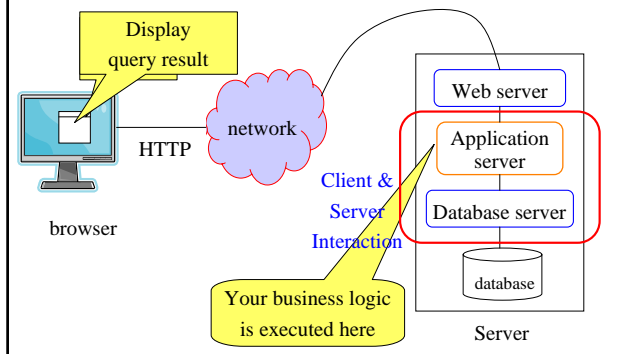 Display
query result
Web server
network
Application
server
HTTP
Client &
Server
Interaction
Database server
browser
database
Your business logic
is executed here
Server